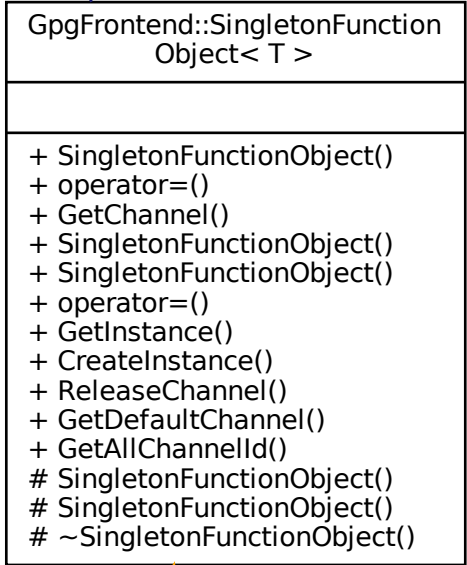 GpgFrontend::SingletonFunction
Object< T >
+ SingletonFunctionObject()
+ operator=()
+ GetChannel()
+ SingletonFunctionObject()
+ SingletonFunctionObject()
+ operator=()
+ GetInstance()
+ CreateInstance()
+ ReleaseChannel()
+ GetDefaultChannel()
+ GetAllChannelId()
# SingletonFunctionObject()
# SingletonFunctionObject()
# ~SingletonFunctionObject()